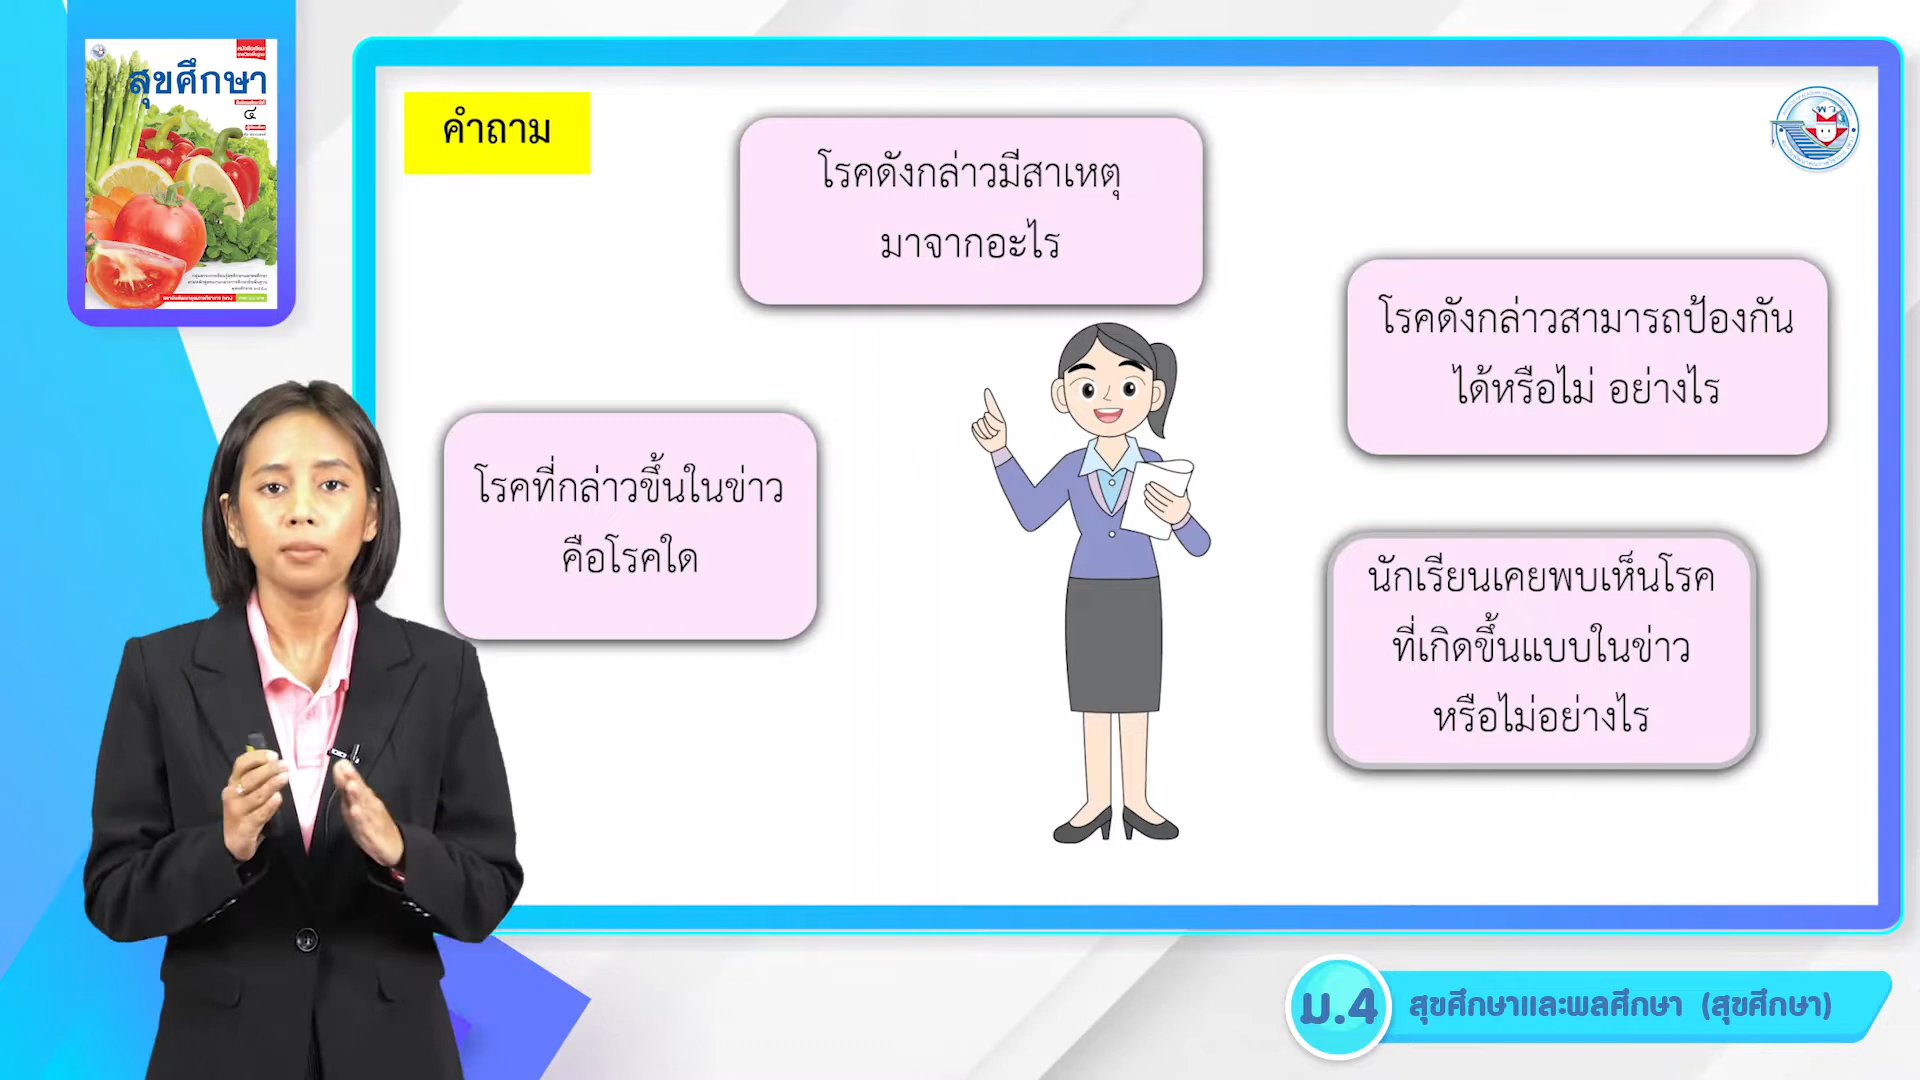 สุขศึกษา
๔
คำถาม
โรคดังกล่าวมีสาเหตุ
มาจากอะไร
โรคดังกล่าวสามารถป้องกัน
ได้หรือไม่ อย่างไร
โรคที่กล่าวขึ้นในข่าว
คือโรคใด
นักเรียนเคยพบเห็นโรค
ที่เกิดขึ้นแบบในข่าว
หรือไม่อย่างไร
พว
ม.4 สุขศึกษาและพลศึกษา (สุขศึกษา)